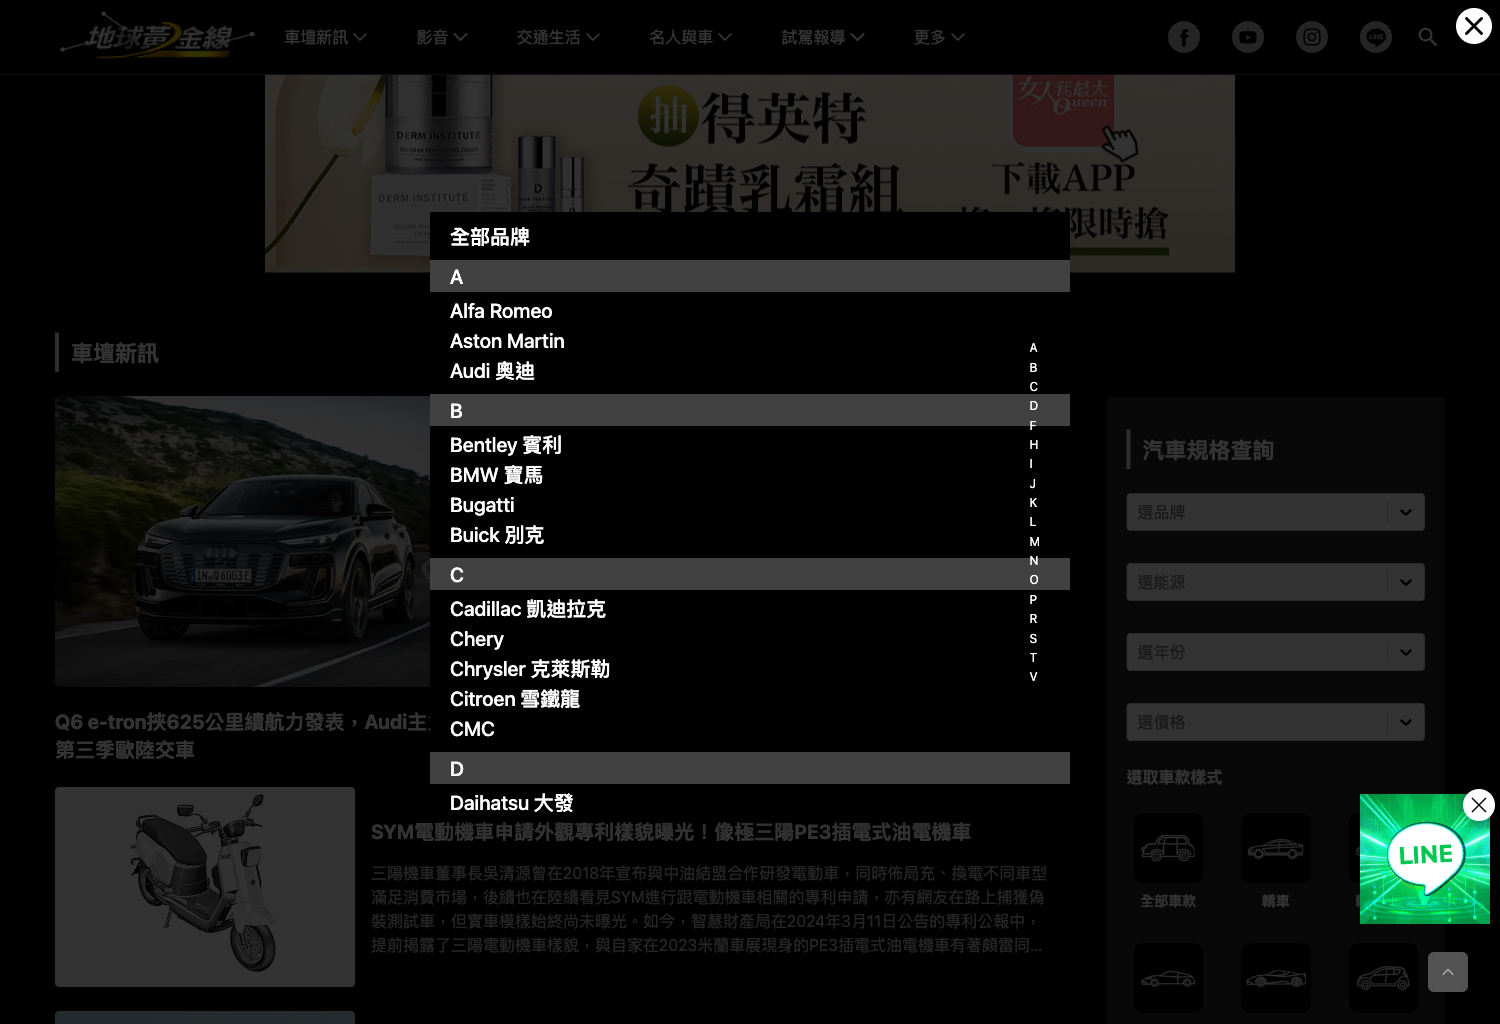 地球黃金線
車壇新訊
影音
交通生活
名人與車
試駕報導
更多
LINE
DERM INSTITUTE
DERM INSTITUTE
抽得英特
奇蹟乳霜組
女人我最大
Queen
下載APP
限時搶
車壇新訊
全部品牌
A
Alfa Romeo
Aston Martin
Audi 奧迪
B
Bentley 賓利
BMW 寶馬
Bugatti
Buick 別克
C
Cadillac 凱迪拉克
Chery
Chrysler 克萊斯勒
Citroen 雪鐵龍
CMC
D
Daihatsu 大發
A
B
C
D
F
H
I
J
K
L
M
N
O
P
R
S
T
V
IN Q6003E
Q6 e-tron挾625公里續航力發表，Audi主
第三季歐陸交車
SYM電動機車申請外觀專利樣貌曝光！像極三陽PE3插電式油電機車
三陽機車董事長吳清源曾在2018年宣布與中油結盟合作研發電動車，同時佈局充、換電不同車型
滿足消費市場，後續也在陸續看見SYM進行跟電動機車相關的專利申請，亦有網友在路上捕獲偽
裝測試車，但實車模樣始終尚未曝光。如今，智慧財產局在2024年3月11日公告的專利公報中，
提前揭露了三陽電動機車樣貌，與自家在2023米蘭車展現身的PE3插電式油電機車有著頗雷同...
汽車規格查詢
選品牌
選能源
選年份
選價格
選取車款樣式
全部車款
轎車
LINE